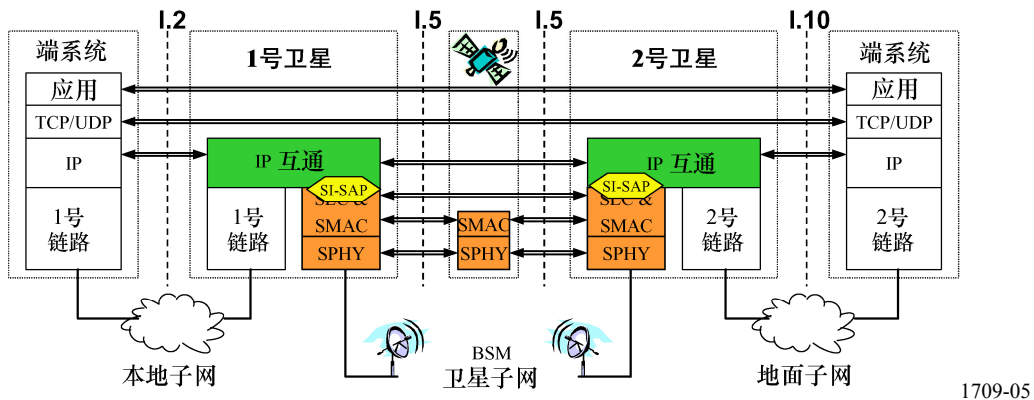 I.2
I.5
I.5
I.10
端系统
1号卫星
2号卫星
端系统
应用
应用
TCP/UDP
TCP/UDP
IP
IP 互通
IP 互通
IP
SI-SAP
SI-SAP
1号
链路
1号
链路
SLC &
SMAC
SMAC
SLC &
SMAC
2号
链路
2号
链路
SPHY
SPHY
SPHY
本地子网
BSM
卫星子网
地面子网
1709-05